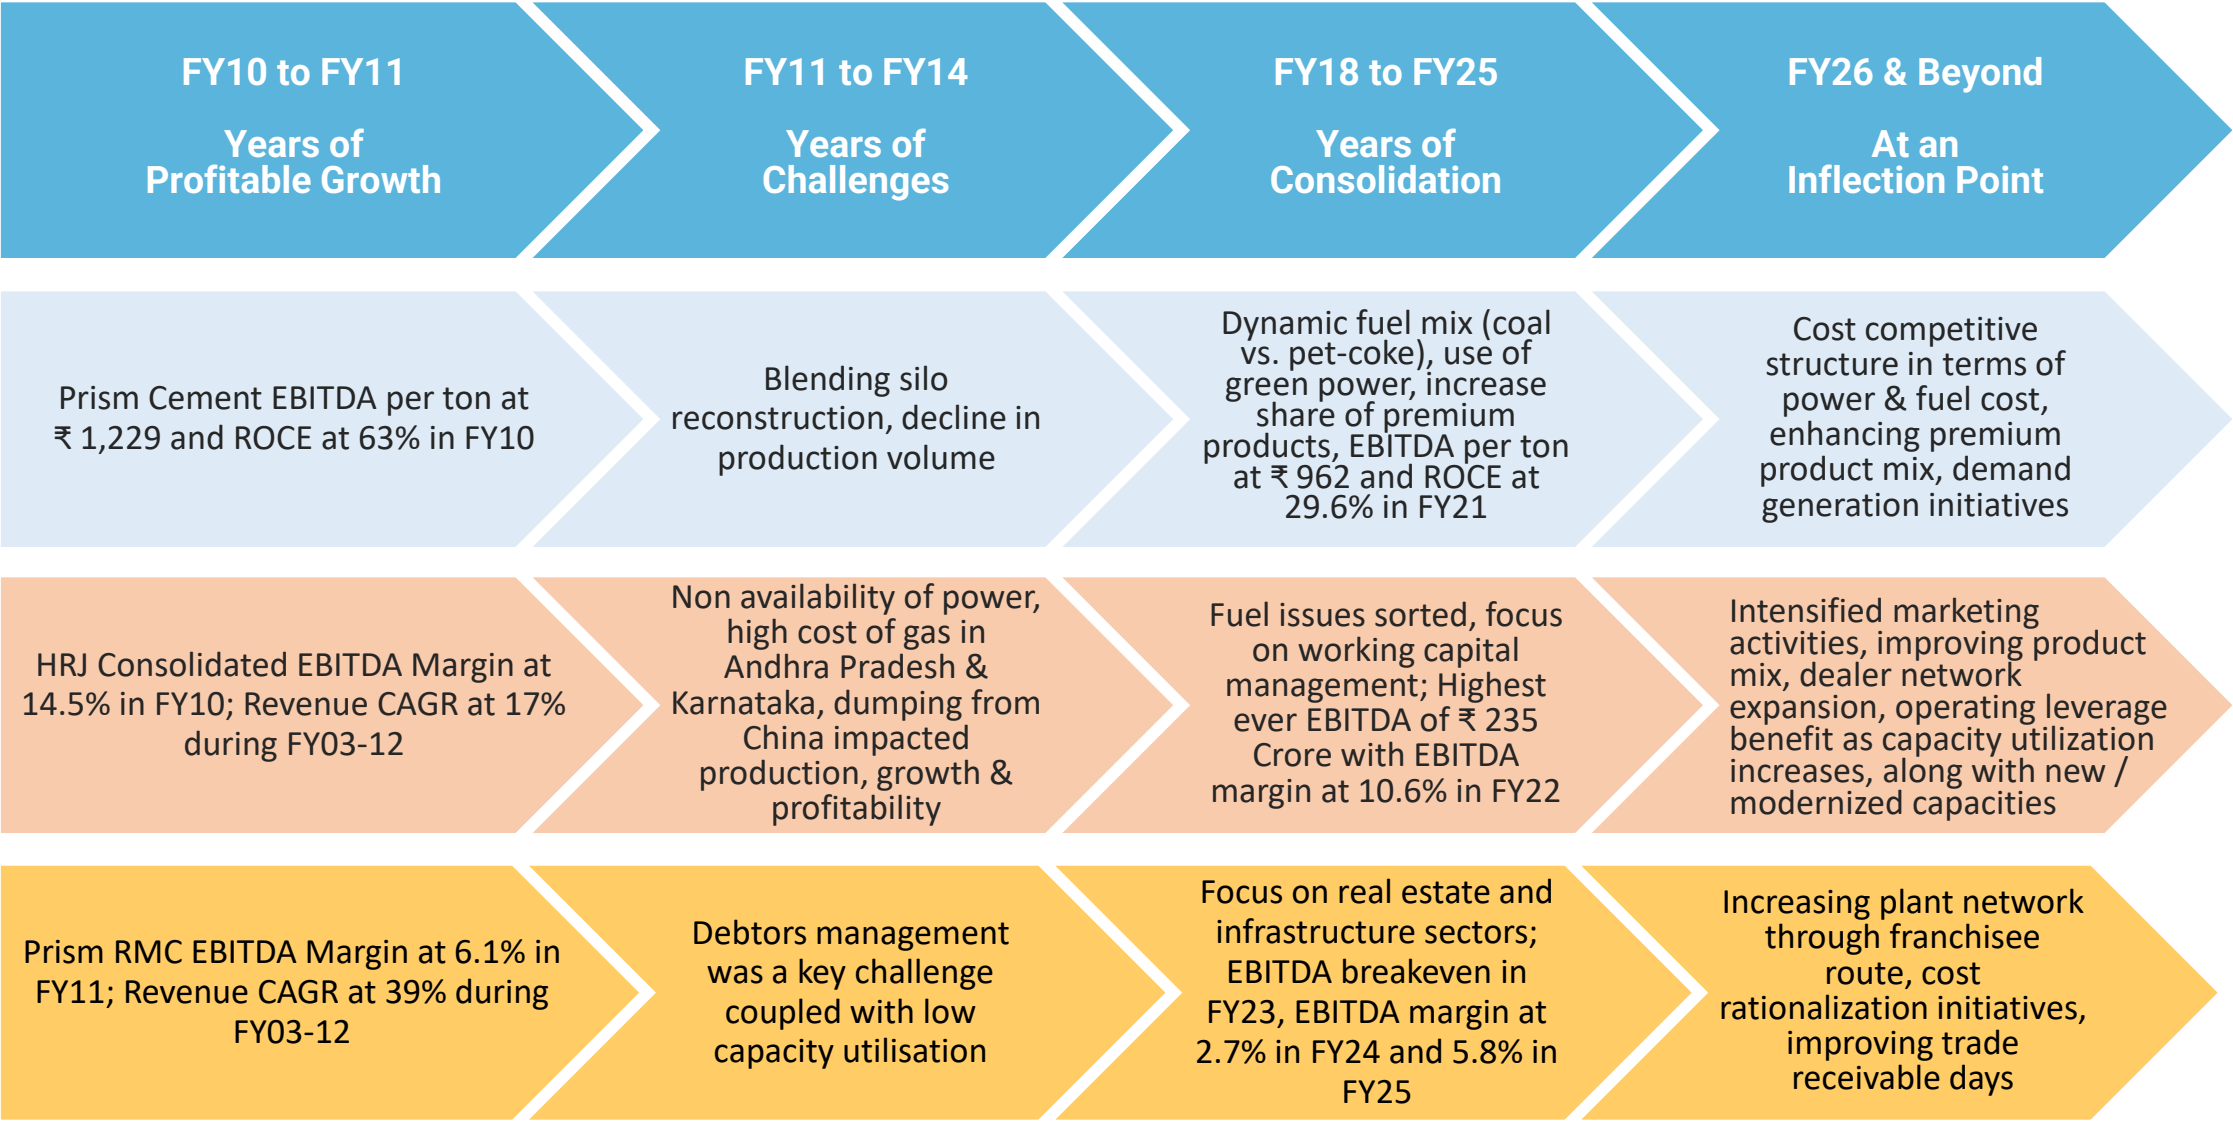 FY10 to FY11
Years of
Profitable Growth
FY11 to FY14
Years of
Challenges
FY18 to FY25
Years of
Consolidation
FY26 & Beyond
At an
Inflection Point
Prism Cement EBITDA per ton at
₹ 1,229 and ROCE at 63% in FY10
Blending silo
reconstruction, decline in
production volume
Dynamic fuel mix (coal
vs. pet-coke), use of
green power, increase
share of premium
products, EBITDA per ton
at ₹ 962 and ROCE at
29.6% in FY21
Cost competitive
structure in terms of
power & fuel cost,
enhancing premium
product mix, demand
generation initiatives
HRJ Consolidated EBITDA Margin at
14.5% in FY10; Revenue CAGR at 17%
during FY03-12
Non availability of power,
high cost of gas in
Andhra Pradesh &
Karnataka, dumping from
China impacted
production, growth &
profitability
Fuel issues sorted, focus
on working capital
management; Highest
ever EBITDA of ₹ 235
Crore with EBITDA
margin at 10.6% in FY22
Intensified marketing
activities, improving product
mix, dealer network
expansion, operating leverage
benefit as capacity utilization
increases, along with new /
modernized capacities
Prism RMC EBITDA Margin at 6.1% in
FY11; Revenue CAGR at 39% during
FY03-12
Debtors management
was a key challenge
coupled with low
capacity utilisation
Focus on real estate and
infrastructure sectors;
EBITDA breakeven in
FY23, EBITDA margin at
2.7% in FY24 and 5.8% in
FY25
Increasing plant network
through franchisee
route, cost
rationalization initiatives,
improving trade
receivable days